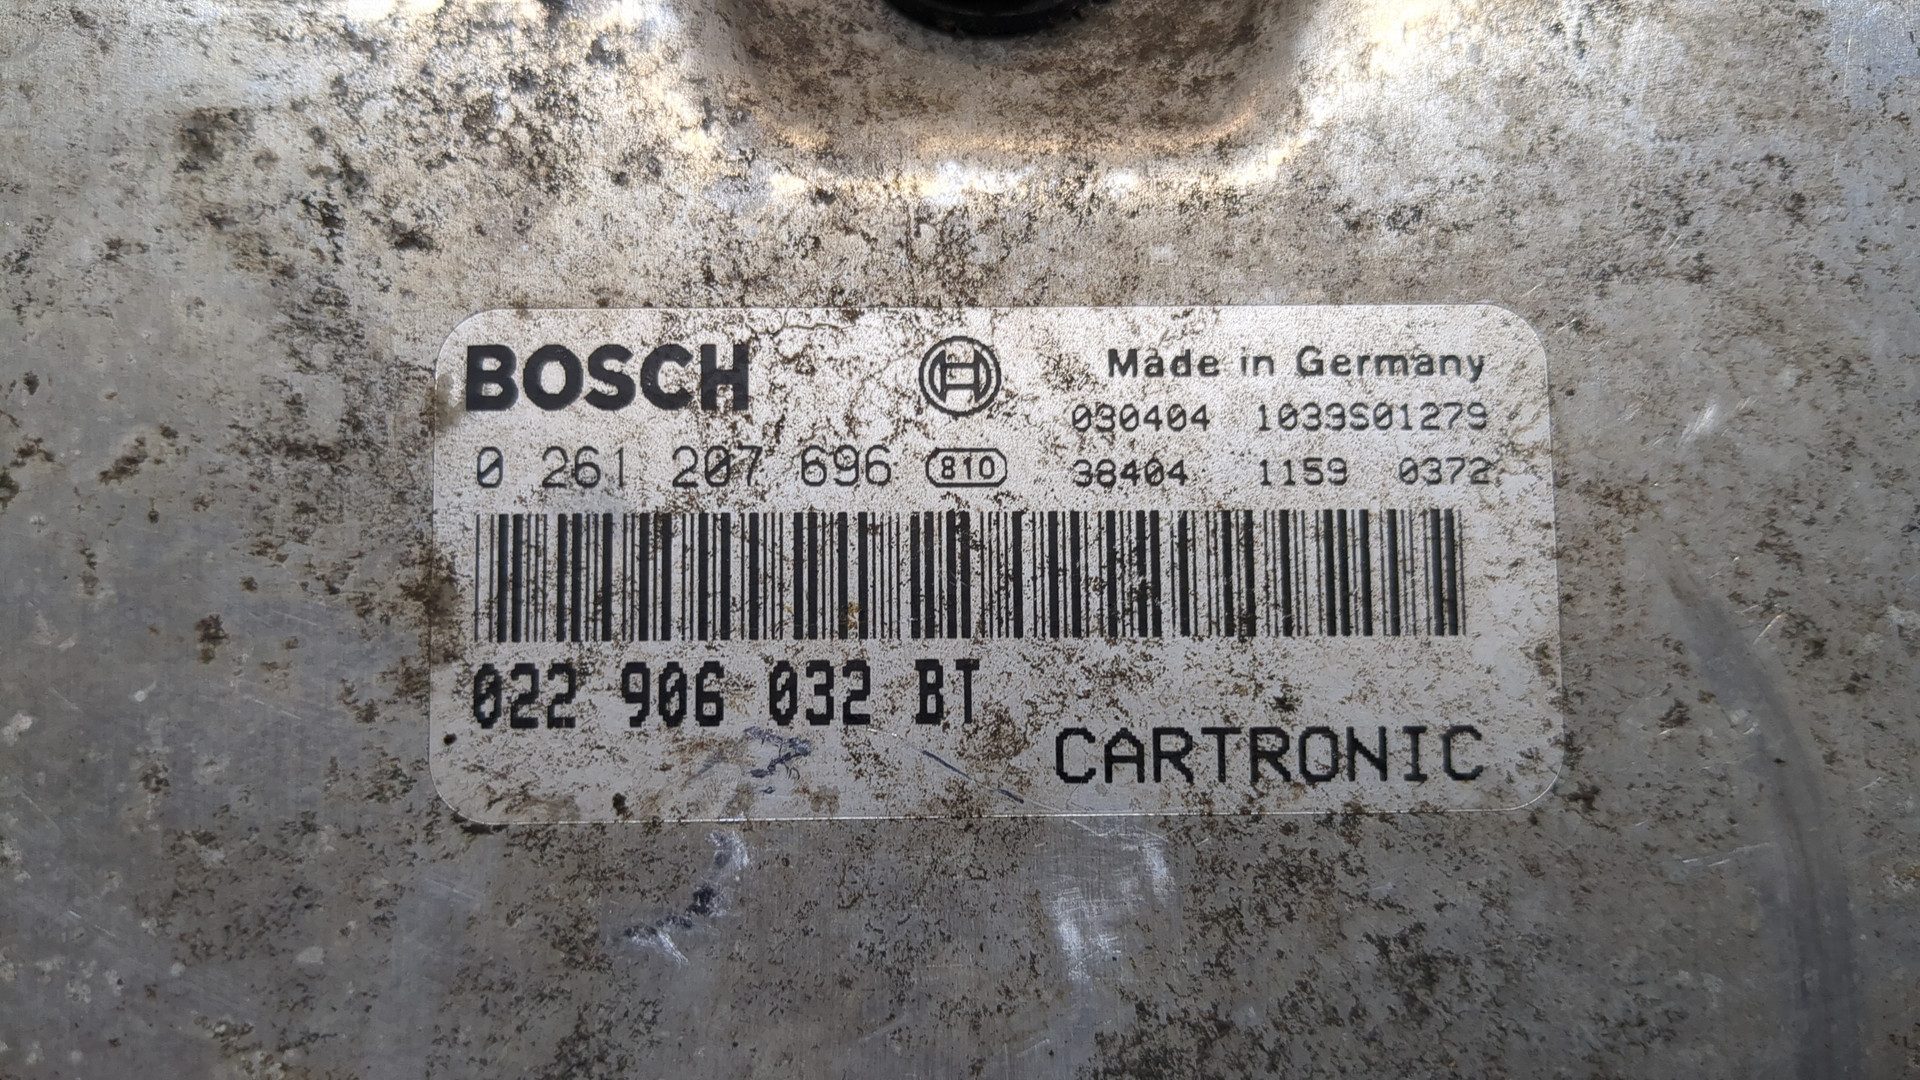 BOSCH
Made in Germany
030404 1039S01279
0 261 207 696 810 38404 1159 0372
022 906 032 BT
CARTRONIC